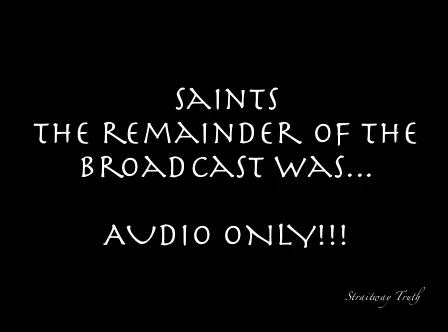 SAINTS
THE REMAINDER OF THE
BROADCAST WAS...
AUDIO ONLY!!!
Straitway Truth